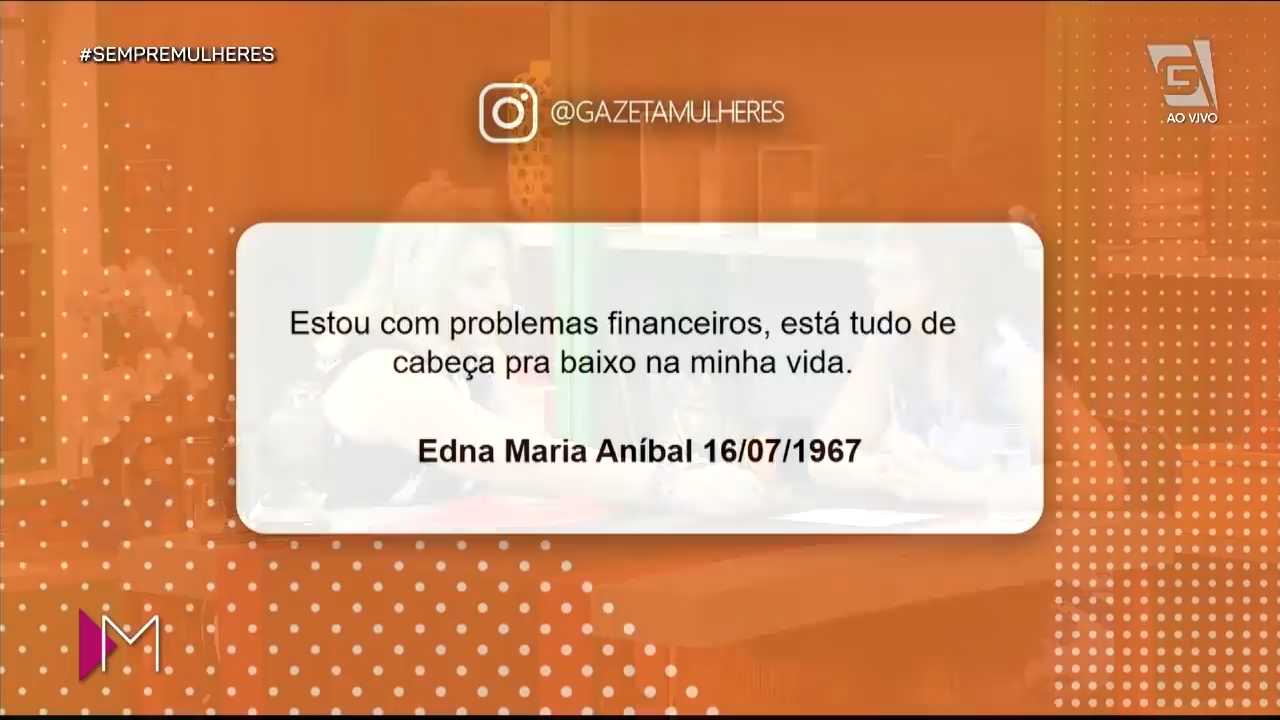 #SEMPREMULHERES
@GAZETAMULHERES
G
AO VIVO
Estou com problemas financeiros, está tudo de
cabeça pra baixo na minha vida.
Edna Maria Aníbal 16/07/1967
M